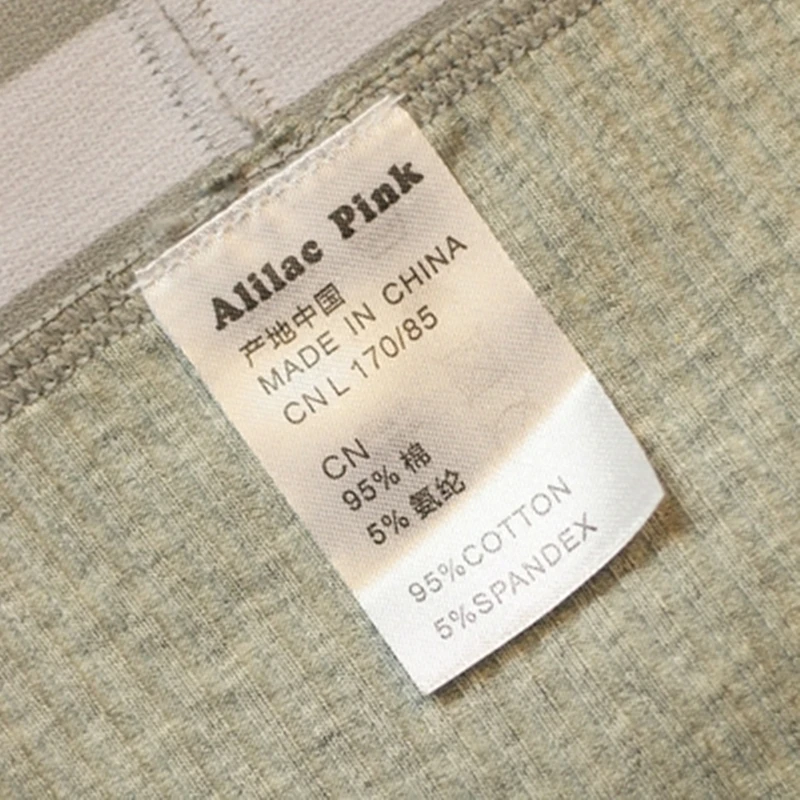 Alilac Pink
产地中国
MADE IN CHINA
CN L 170/85
CN
95% 棉
5% 氨纶
95%COTTON
5%SPANDEX